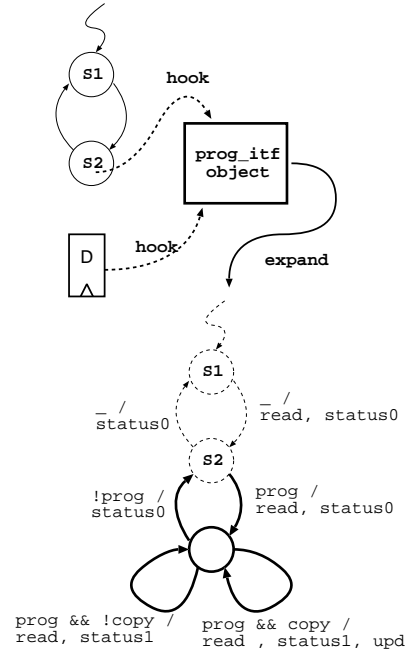 S1
hook
S2
prog_itf
object
D
hook
expand
S1
_ /
status0
_ /
read, status0
S2
!prog /
status0
prog /
read, status0
prog && !copy /
read, status1
prog && copy /
read , status1, upd